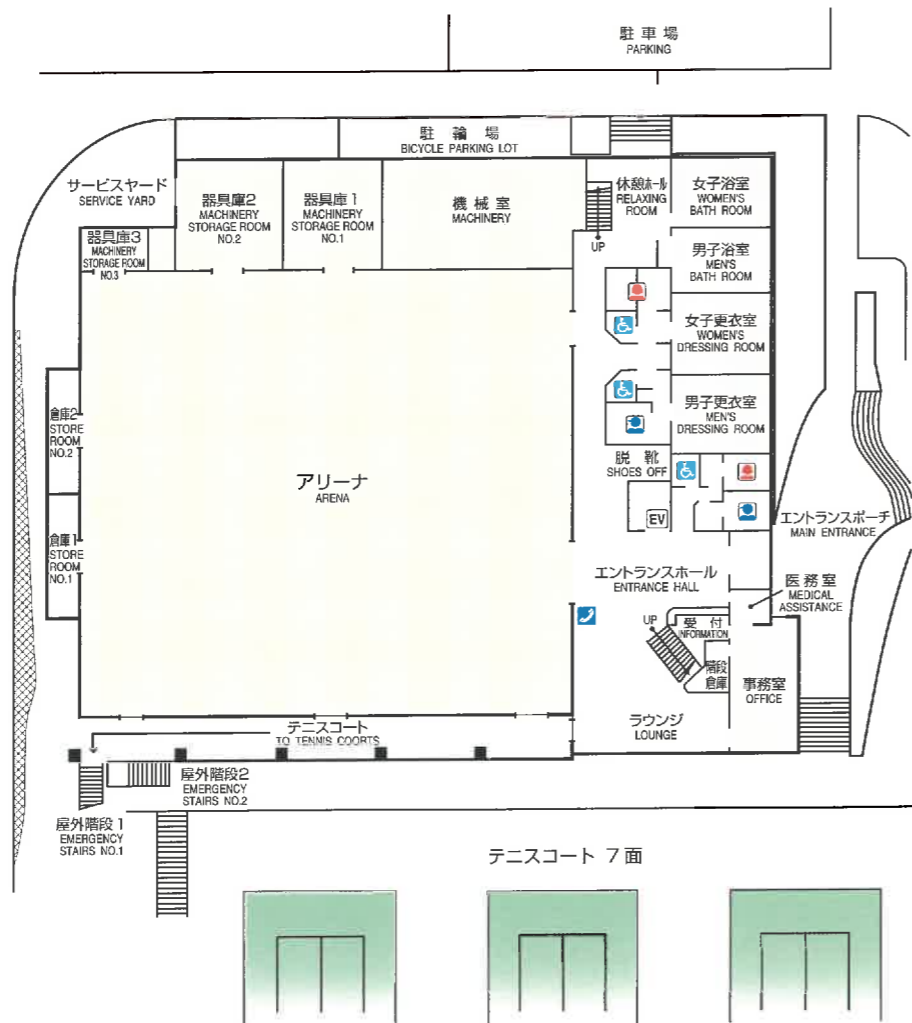 駐車場
PARKING
駐輪場
BICYCLE PARKING LOT
サービスヤード
SERVICE YARD
器具庫2
MACHINERY
STORAGE ROOM
NO.2
器具庫1
MACHINERY
STORAGE ROOM
NO.1
機械室
MACHINERY
休憩ホール
RELAXING
ROOM
女子浴室
WOMEN'S
BATH ROOM
器具庫3
MACHINERY
STORAGE ROOM
NO.3
UP
男子浴室
MEN'S
BATH ROOM
女子更衣室
WOMEN'S
DRESSING ROOM
男子更衣室
MEN'S
DRESSING ROOM
倉庫2
STORE
ROOM
NO.2
脱靴
SHOES OFF
アリーナ
ARENA
EV
エントランスポーチ
MAIN ENTRANCE
倉庫1
STORE
ROOM
NO.1
エントランスホール
ENTRANCE HALL
医務室
MEDICAL
ASSISTANCE
UP
受付
INFORMATION
階段
倉庫
事務室
OFFICE
ラウンジ
LOUNGE
テニスコート
TO TENNIS COORTS
屋外階段2
EMERGENCY
STAIRS NO.2
屋外階段1
EMERGENCY
STAIRS NO.1
テニスコート 7面